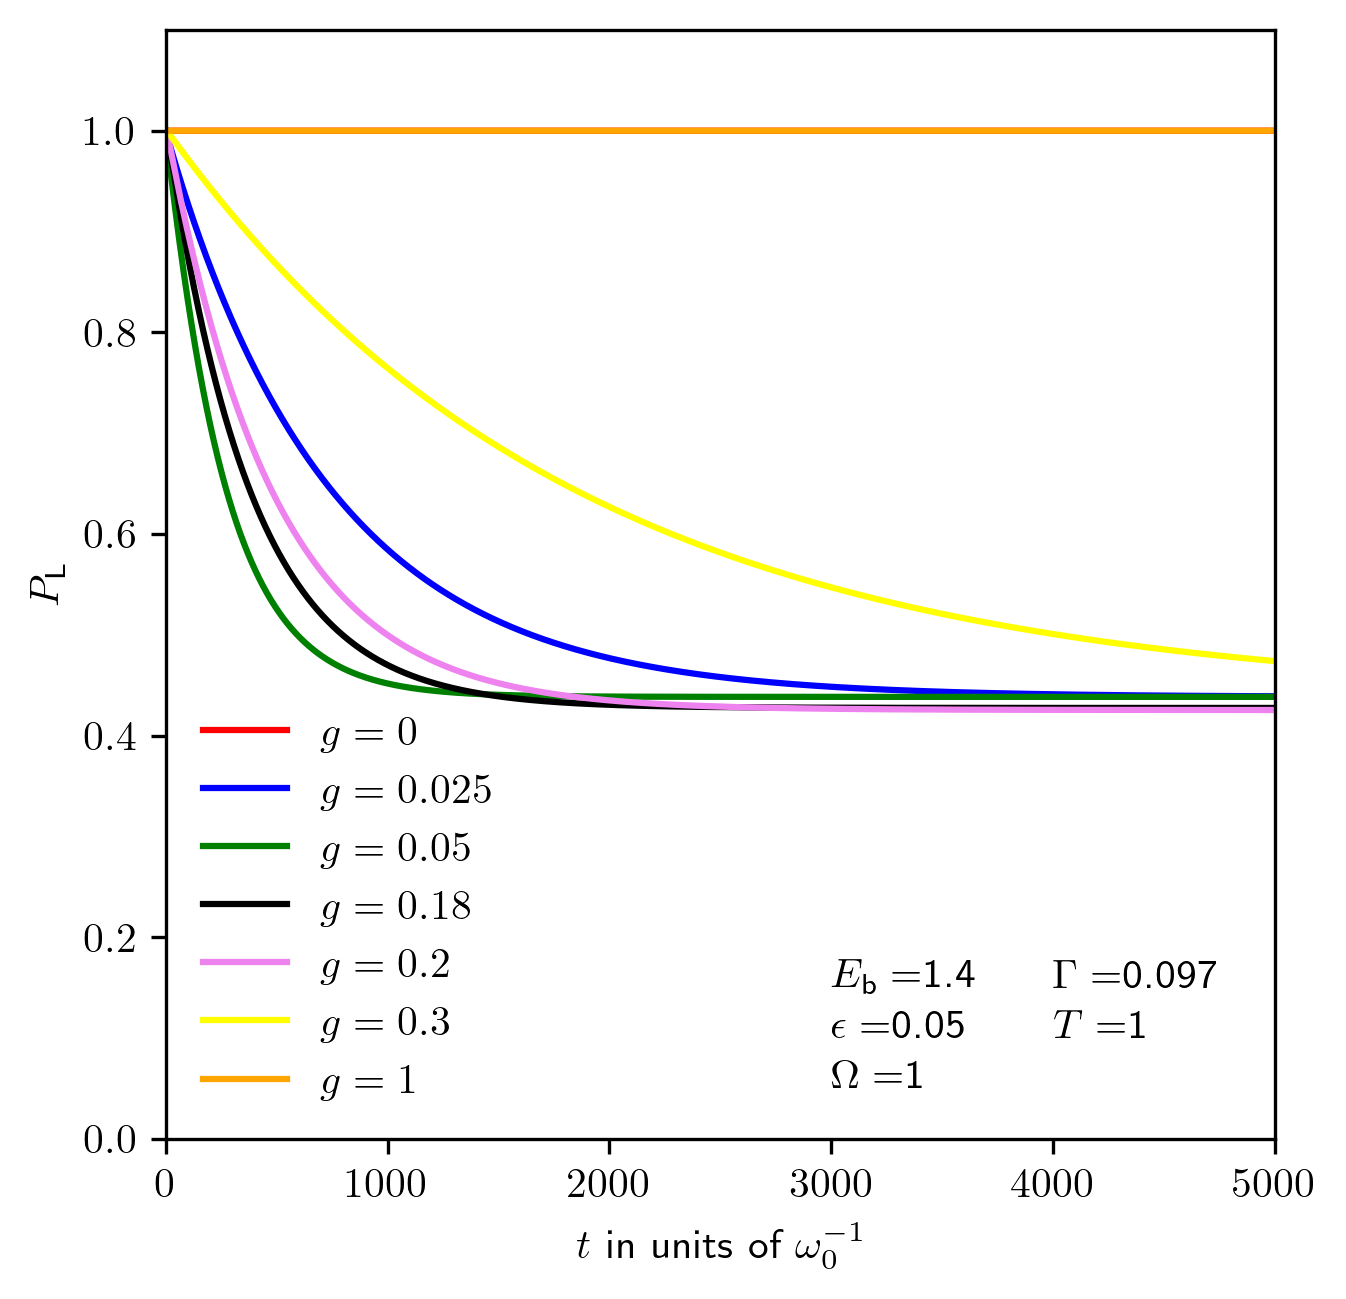 1.0
0.8
0.6
0.4
0.2
0.0
P_L
g = 0
g = 0.025
g = 0.05
g = 0.18
g = 0.2
g = 0.3
g = 1
E_b =1.4 Γ =0.097
ϵ =0.05 T =1
Ω =1
0 1000 2000 3000 4000 5000
t in units of ω_0^{-1}